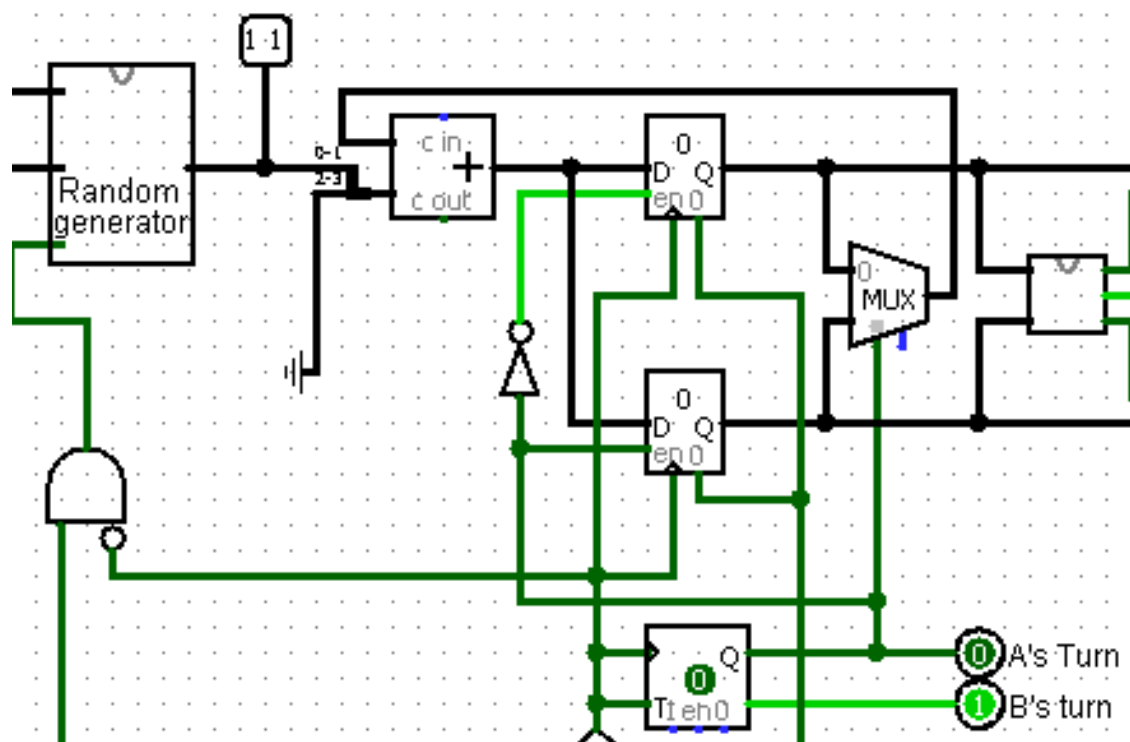 1 1
0-1
2-3
Random
generator
c in
+
c out
0
D Q
en 0
0
MUX
0
D Q
en 0
Q
0
T 1 en 0
0 A's Turn
1 B's turn